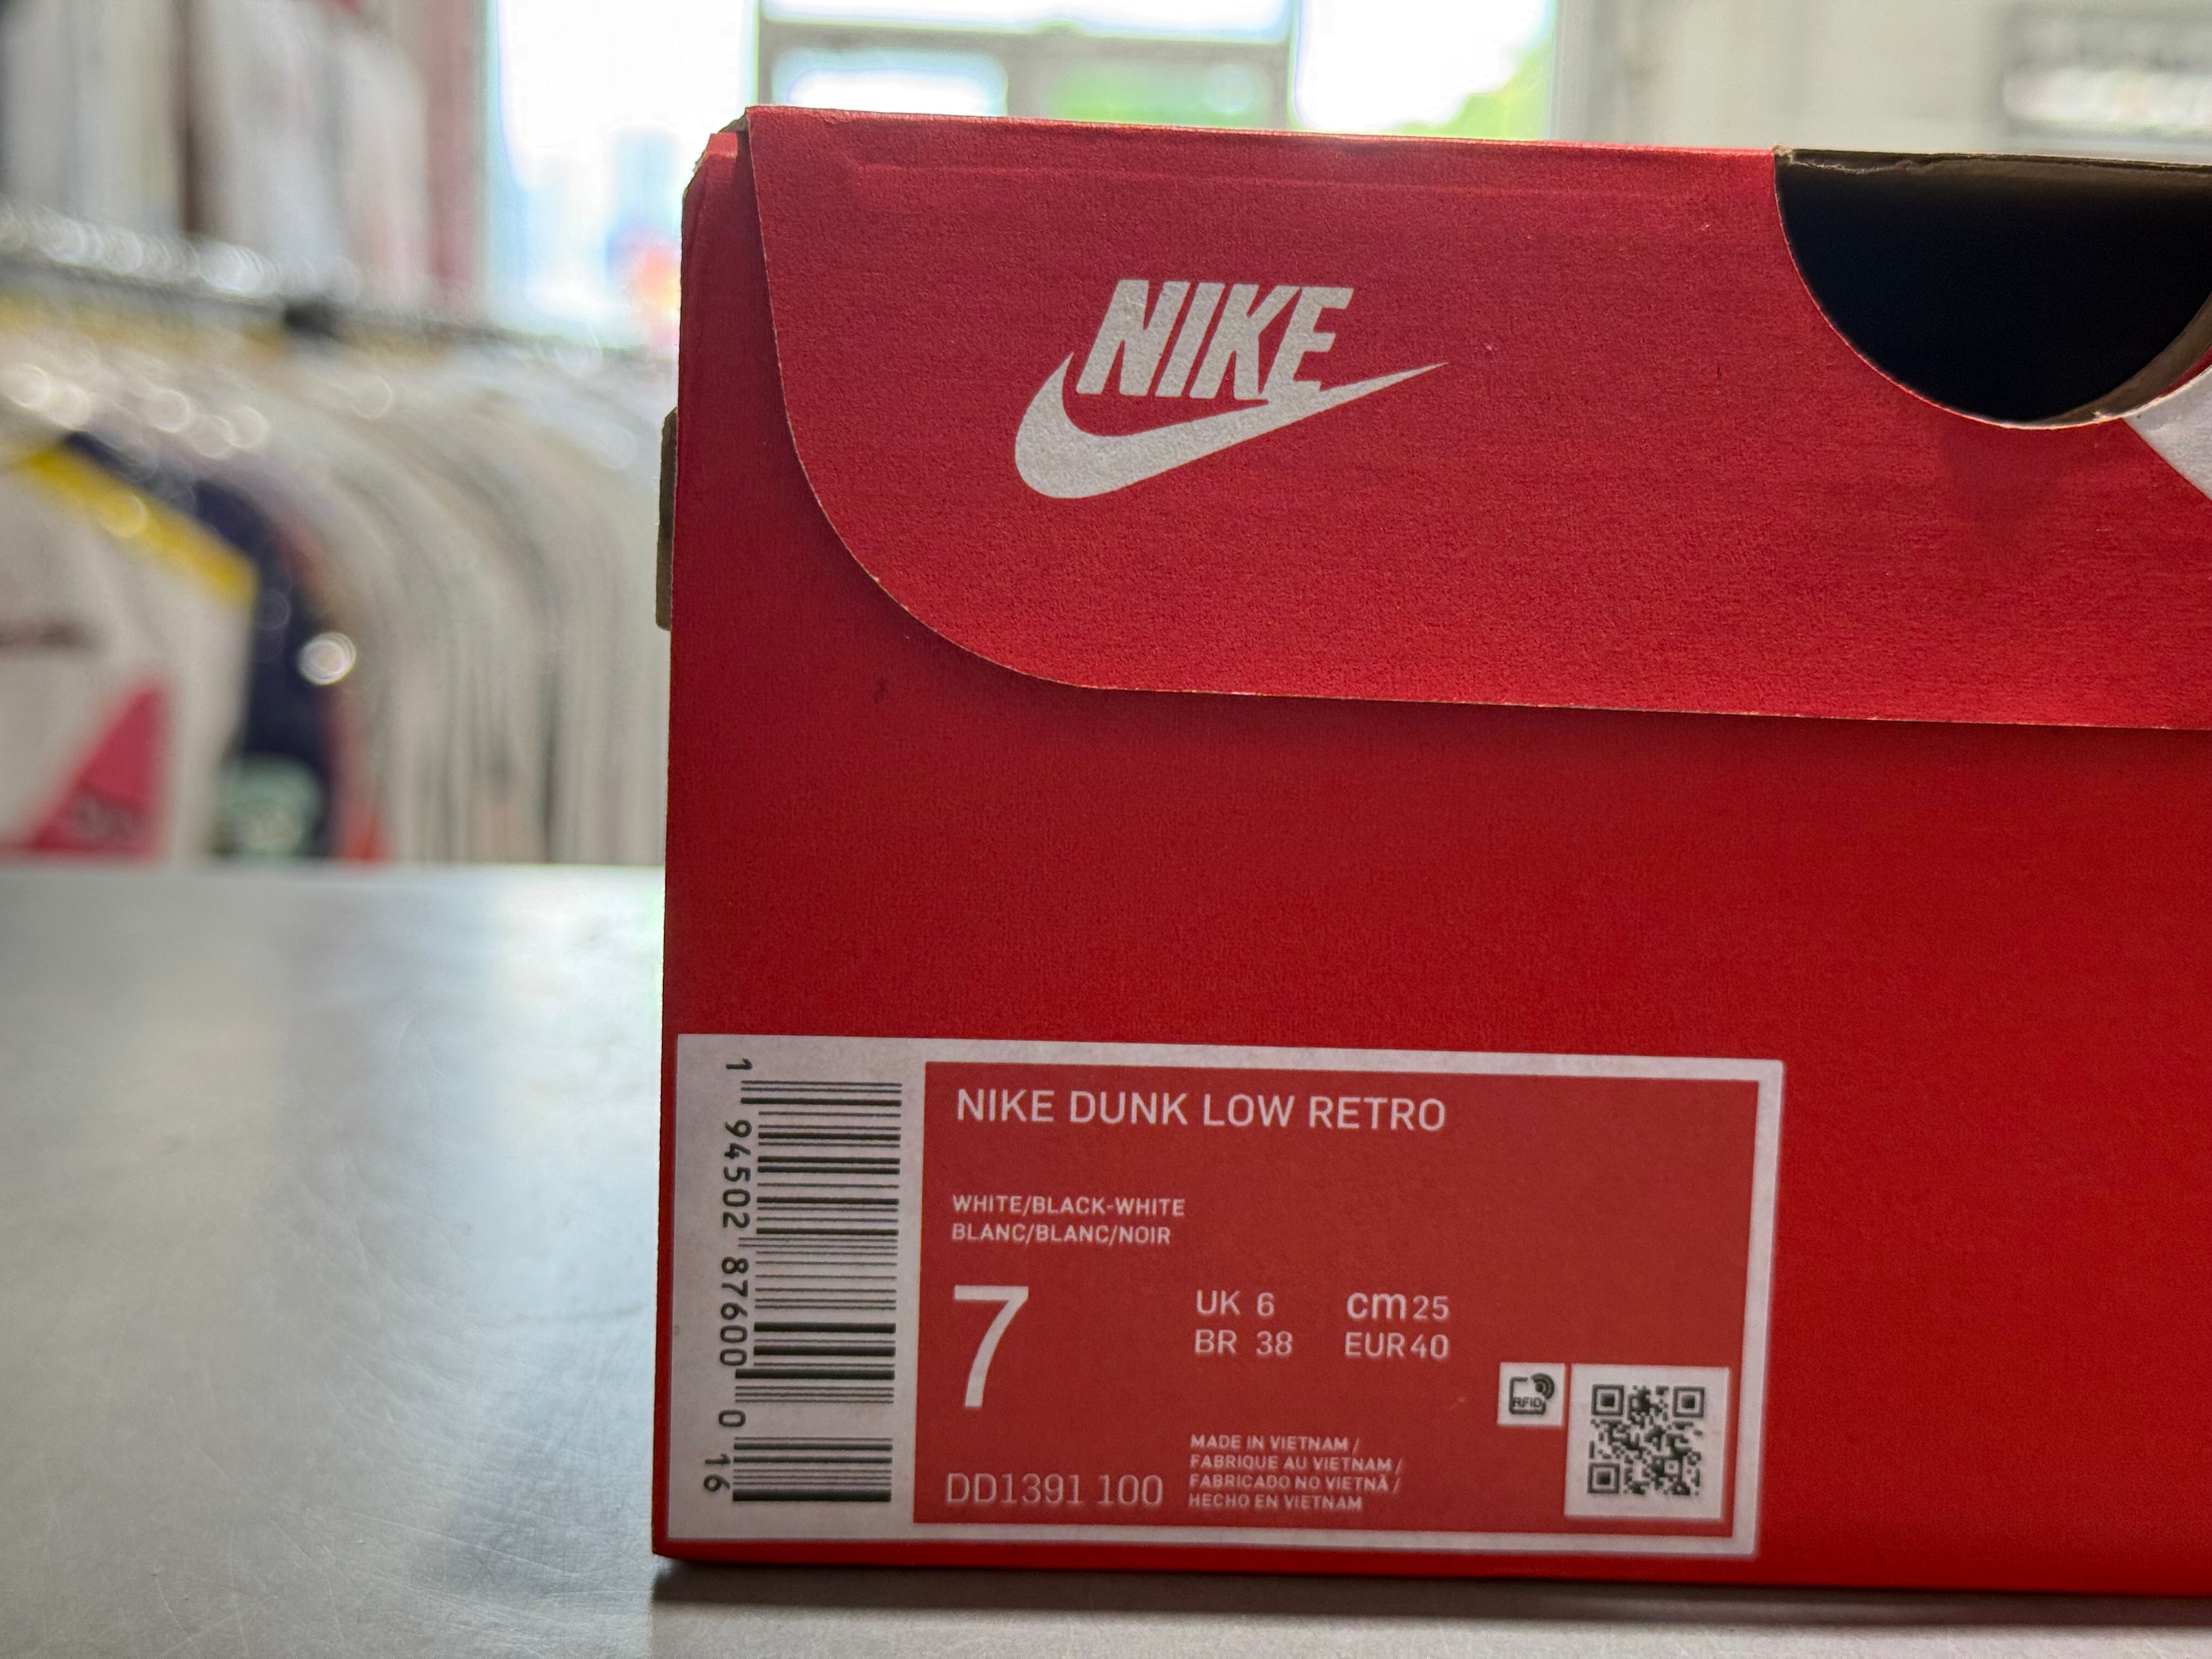 NIKE
NIKE DUNK LOW RETRO
WHITE/BLACK-WHITE
BLANC/BLANC/NOIR
7
UK 6 cm 25
BR 38 EUR 40
RFID
DD1391 100
MADE IN VIETNAM /
FABRIQUE AU VIETNAM /
FABRICADO NO VIETNÃ /
HECHO EN VIETNAM
1 94502 87600 0 16